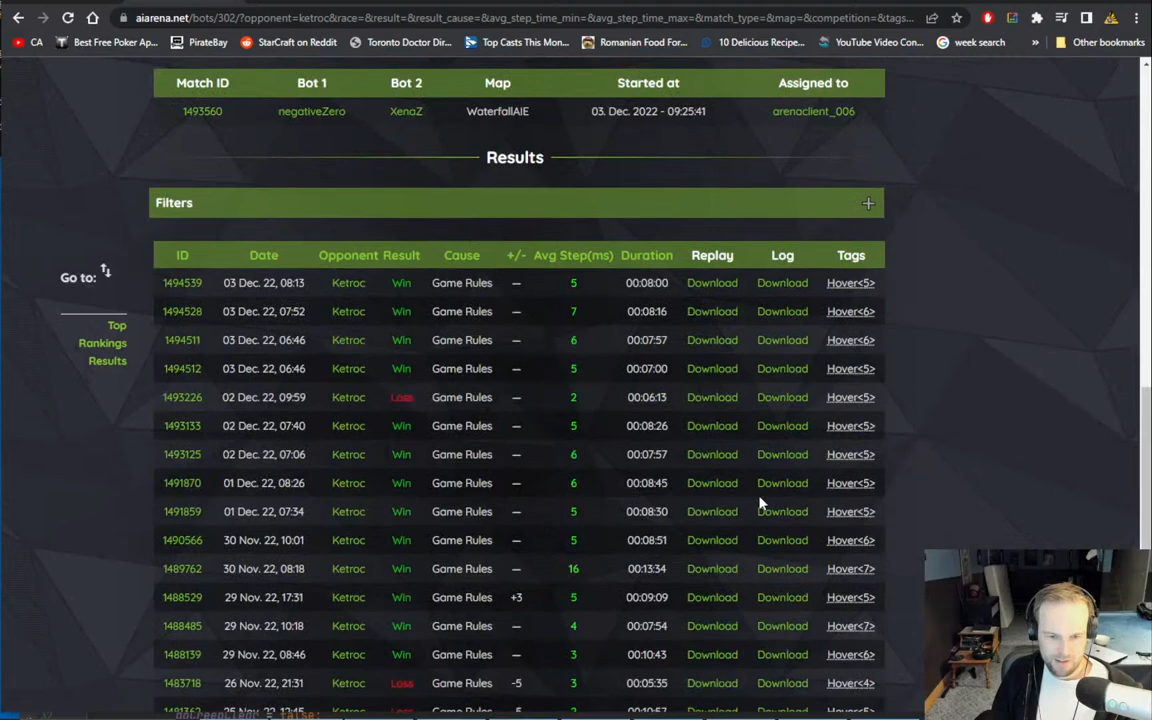 aiarena.net/bots/302/?opponent=ketroc&race=&result=&result_cause=&avg_step_time_min=&avg_step_time_max=&match_type=&map=&competition=&tags...
CA Best Free Poker Ap... PirateBay StarCraft on Reddit Toronto Doctor Dir... Top Casts This Mon... Romanian Food For... 10 Delicious Recipe... YouTube Video Con... week search » Other bookmarks
Match ID Bot 1 Bot 2 Map Started at Assigned to
1493560 negativeZero XenaZ WaterfallAIE 03. Dec. 2022 - 09:25:41 arenaclient_006
Results
Filters +
Go to:
Top
Rankings
Results
ID Date Opponent Result Cause +/- Avg Step(ms) Duration Replay Log Tags
1494539 03 Dec. 22, 08:13 Ketroc Win Game Rules — 5 00:08:00 Download Download Hover<5>
1494528 03 Dec. 22, 07:52 Ketroc Win Game Rules — 7 00:08:16 Download Download Hover<6>
1494511 03 Dec. 22, 06:46 Ketroc Win Game Rules — 6 00:07:57 Download Download Hover<6>
1494512 03 Dec. 22, 06:46 Ketroc Win Game Rules — 5 00:07:00 Download Download Hover<5>
1493226 02 Dec. 22, 09:59 Ketroc Loss Game Rules — 2 00:06:13 Download Download Hover<5>
1493133 02 Dec. 22, 07:40 Ketroc Win Game Rules — 5 00:08:26 Download Download Hover<5>
1493125 02 Dec. 22, 07:06 Ketroc Win Game Rules — 6 00:07:57 Download Download Hover<5>
1491870 01 Dec. 22, 08:26 Ketroc Win Game Rules — 6 00:08:45 Download Download Hover<5>
1491859 01 Dec. 22, 07:34 Ketroc Win Game Rules — 5 00:08:30 Download Download Hover<5>
1490566 30 Nov. 22, 10:01 Ketroc Win Game Rules — 5 00:08:51 Download Download Hover<6>
1489762 30 Nov. 22, 08:18 Ketroc Win Game Rules — 16 00:13:34 Download Download Hover<7>
1488529 29 Nov. 22, 17:31 Ketroc Win Game Rules +3 5 00:09:09 Download Download Hover<5>
1488485 29 Nov. 22, 10:18 Ketroc Win Game Rules — 4 00:07:54 Download Download Hover<7>
1488139 29 Nov. 22, 08:46 Ketroc Win Game Rules — 3 00:10:43 Download Download Hover<6>
1483718 26 Nov. 22, 21:31 Ketroc Loss Game Rules -5 3 00:05:35 Download Download Hover<4>